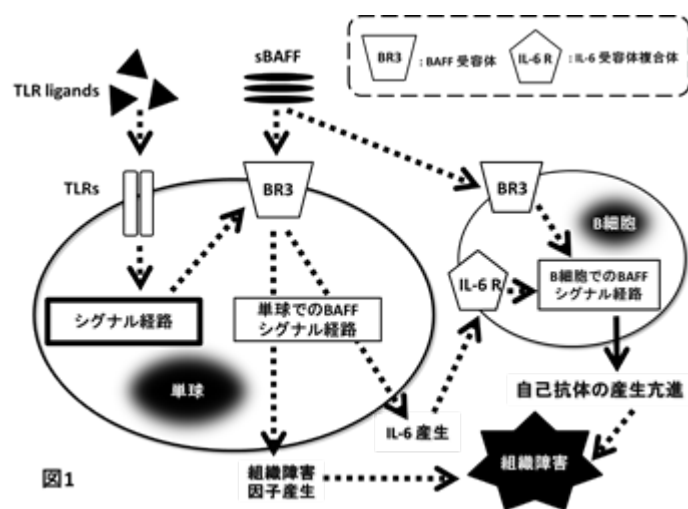 sBAFF
TLR ligands
BR3
：BAFF 受容体
IL-6 R
：IL-6 受容体複合体
TLRs
BR3
BR3
B細胞
IL-6 R
B細胞でのBAFF
シグナル経路
シグナル経路
単球でのBAFF
シグナル経路
単球
IL-6 産生
自己抗体の産生亢進
組織障害
因子産生
組織障害
図1